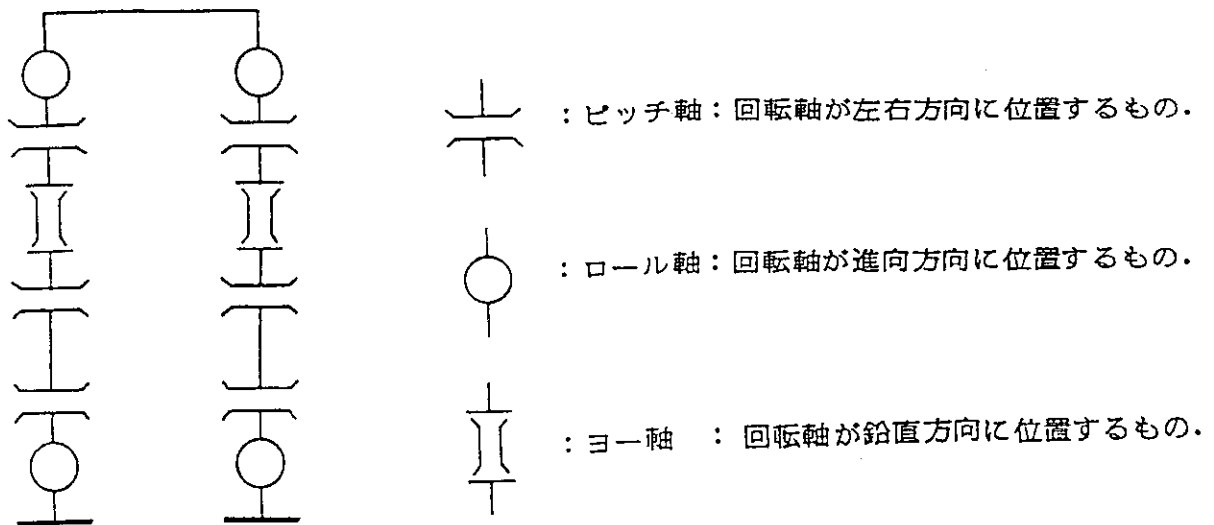 ：ピッチ軸：回転軸が左右方向に位置するもの．
：ロール軸：回転軸が進向方向に位置するもの．
：ヨー軸　：回転軸が鉛直方向に位置するもの．